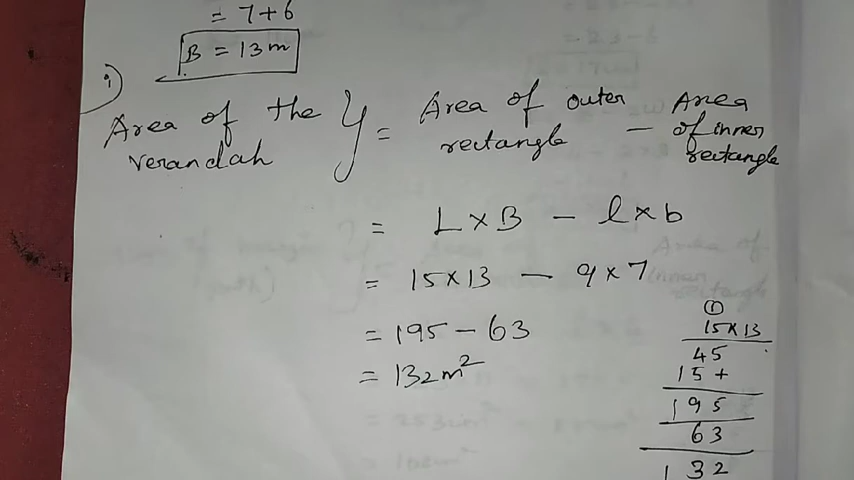 = 7+6
B = 13m
i)
Area of the verandah } = Area of outer rectangle - Area of inner rectangle
= L×B - l×b
= 15×13 - 9×7
= 195-63
= 132m²
①
15×13
45
15+
195
63
132